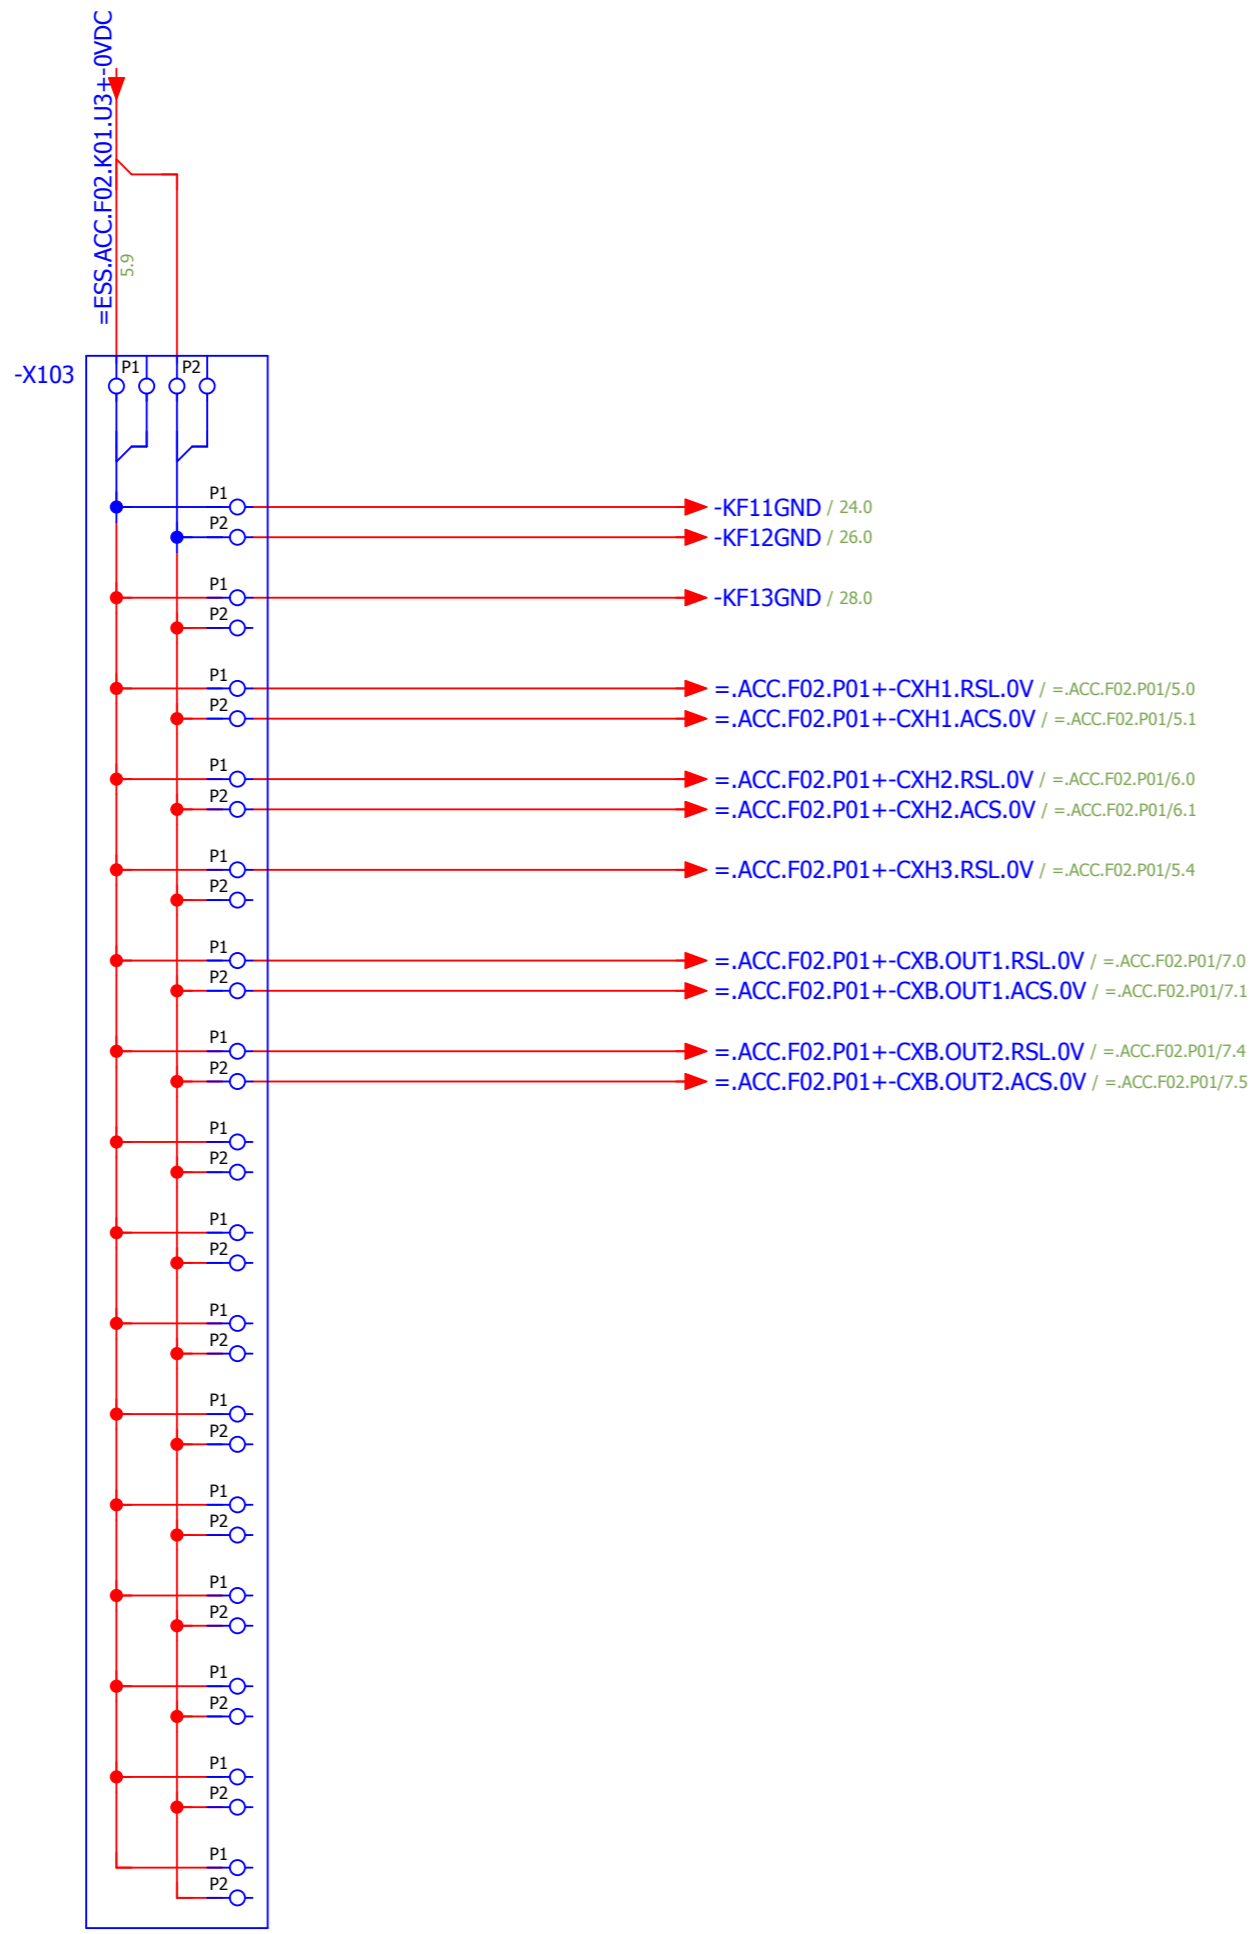 =ESS.ACC.F02.K01.U3+-0VDC
5.9
-X103
P1 P2
P1 -KF11GND / 24.0
P2 -KF12GND / 26.0
P1 -KF13GND / 28.0
P2
P1 =.ACC.F02.P01+-CXH1.RSL.0V / =.ACC.F02.P01/5.0
P2 =.ACC.F02.P01+-CXH1.ACS.0V / =.ACC.F02.P01/5.1
P1 =.ACC.F02.P01+-CXH2.RSL.0V / =.ACC.F02.P01/6.0
P2 =.ACC.F02.P01+-CXH2.ACS.0V / =.ACC.F02.P01/6.1
P1 =.ACC.F02.P01+-CXH3.RSL.0V / =.ACC.F02.P01/5.4
P2
P1 =.ACC.F02.P01+-CXB.OUT1.RSL.0V / =.ACC.F02.P01/7.0
P2 =.ACC.F02.P01+-CXB.OUT1.ACS.0V / =.ACC.F02.P01/7.1
P1 =.ACC.F02.P01+-CXB.OUT2.RSL.0V / =.ACC.F02.P01/7.4
P2 =.ACC.F02.P01+-CXB.OUT2.ACS.0V / =.ACC.F02.P01/7.5
P1
P2
P1
P2
P1
P2
P1
P2
P1
P2
P1
P2
P1
P2
P1
P2
P1
P2